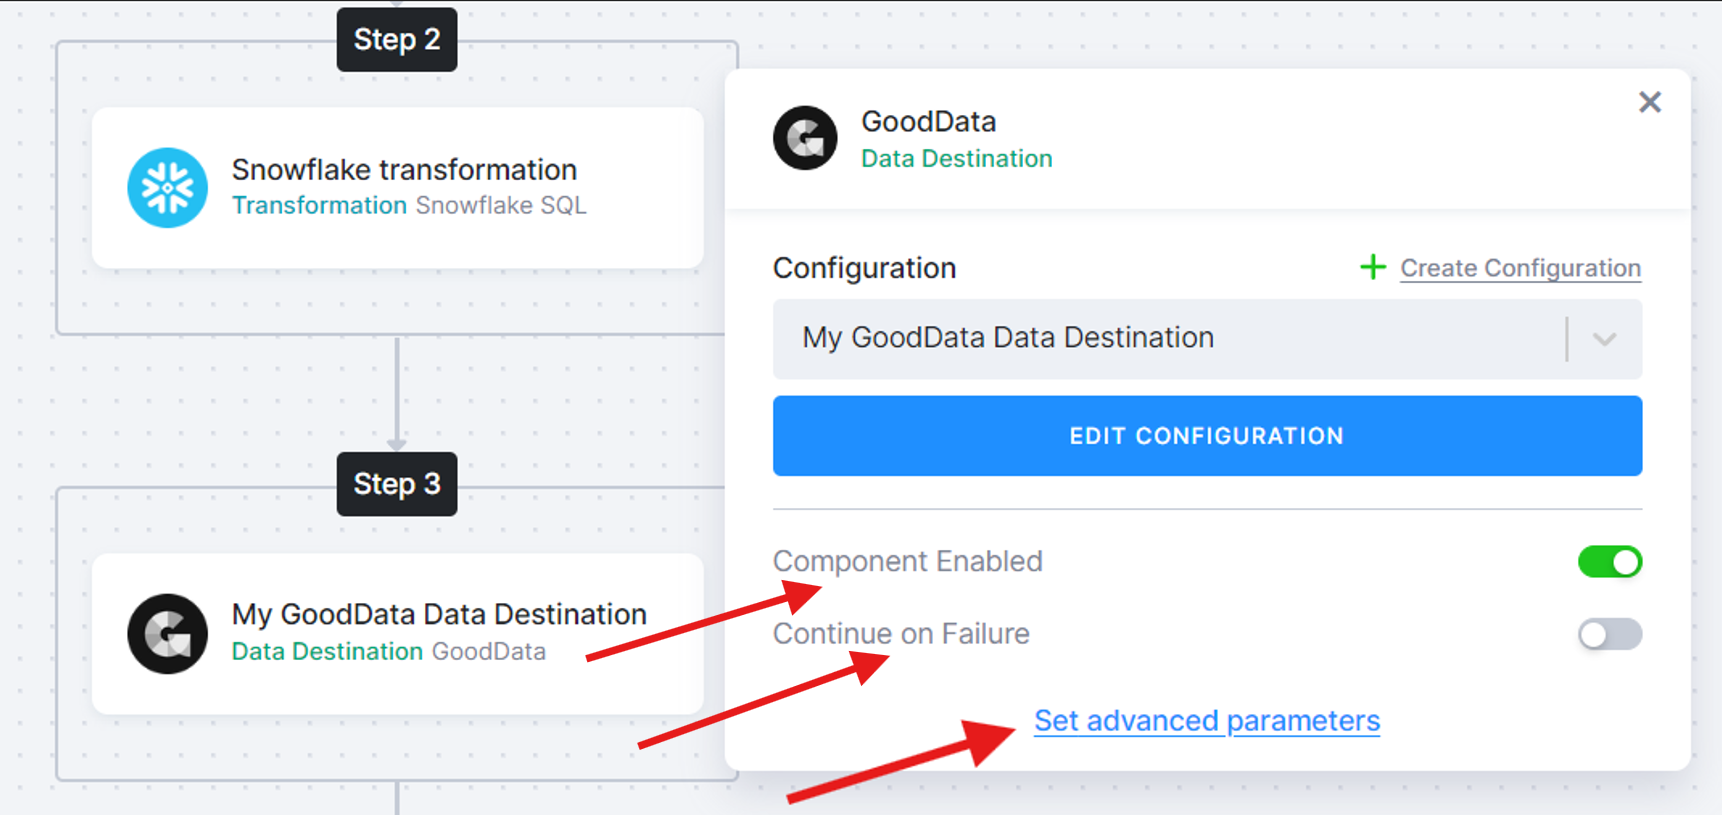 Step 2
Snowflake transformation
Transformation Snowflake SQL
Step 3
My GoodData Data Destination
Data Destination GoodData
GoodData
Data Destination
Configuration
Create Configuration
My GoodData Data Destination
EDIT CONFIGURATION
Component Enabled
Continue on Failure
Set advanced parameters